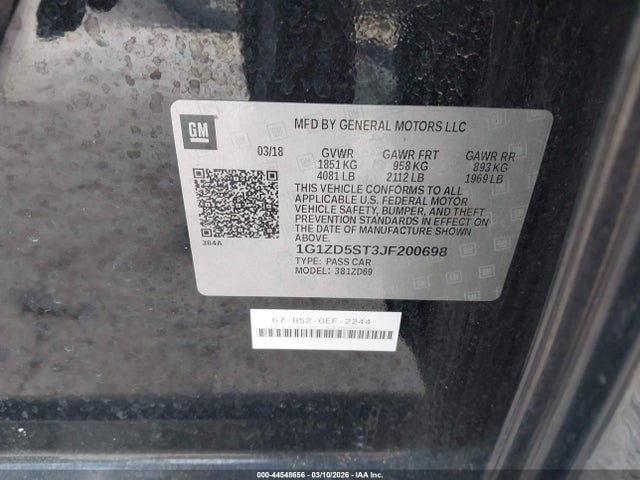 GM
MFD BY GENERAL MOTORS LLC
03/18 GVWR GAWR FRT GAWR RR
1851 KG 958 KG 893 KG
4081 LB 2112 LB 1969 LB
THIS VEHICLE CONFORMS TO ALL
APPLICABLE U.S. FEDERAL MOTOR
VEHICLE SAFETY, BUMPER, AND THEFT
PREVENTION STANDARDS IN EFFECT ON
THE DATE OF MANUFACTURE SHOWN
ABOVE.
384A
1G1ZD5ST3JF200698
TYPE: PASS CAR
MODEL: 381ZD69
G7-B52-0EF-2244
000-44548656 - 03/10/2026 - IAAI.COM